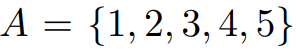 A = {1, 2, 3, 4, 5}